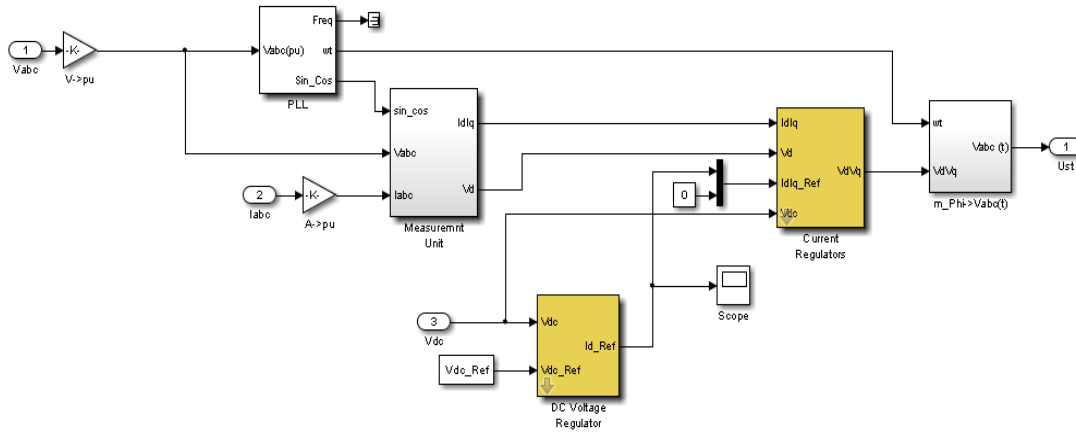 1
Vabc
-K-
V->pu
Vabc(pu)
Freq
wt
Sin_Cos
PLL
sin_cos
Vabc
Iabc
IdIq
Vd
Measuremnt
Unit
2
Iabc
-K-
A->pu
IdIq
Vd
IdIq_Ref
Vdc
VdVq
Current
Regulators
0
wt
VdVq
Vabc (t)
m_Phi->Vabc(t)
1
Ust
Scope
3
Vdc
Vdc_Ref
Vdc
Vdc_Ref
Id_Ref
DC Voltage
Regulator